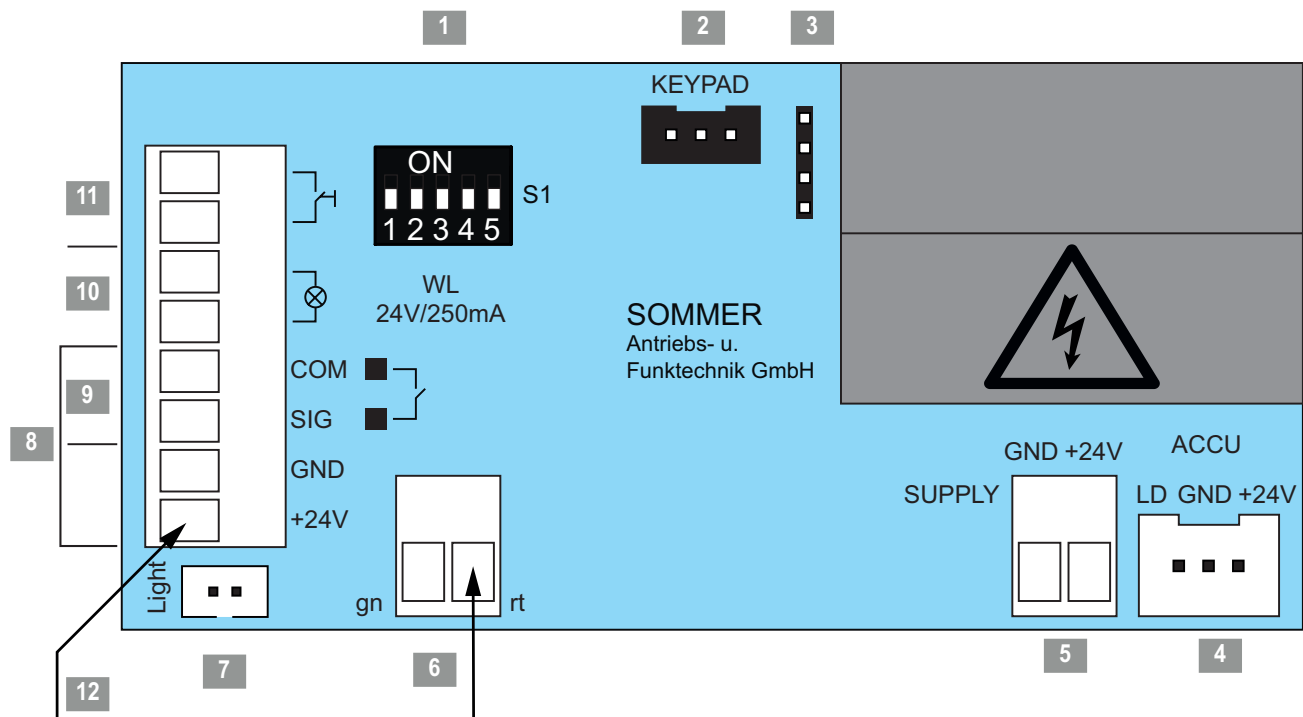 1
2
3
KEYPAD
ON
S1
1 2 3 4 5
11
10
WL
24V/250mA
SOMMER
Antriebs- u.
Funktechnik GmbH
COM
9
SIG
8
GND
+24V
GND +24V
ACCU
SUPPLY
LD GND +24V
Light
gn
rt
7
6
5
4
12